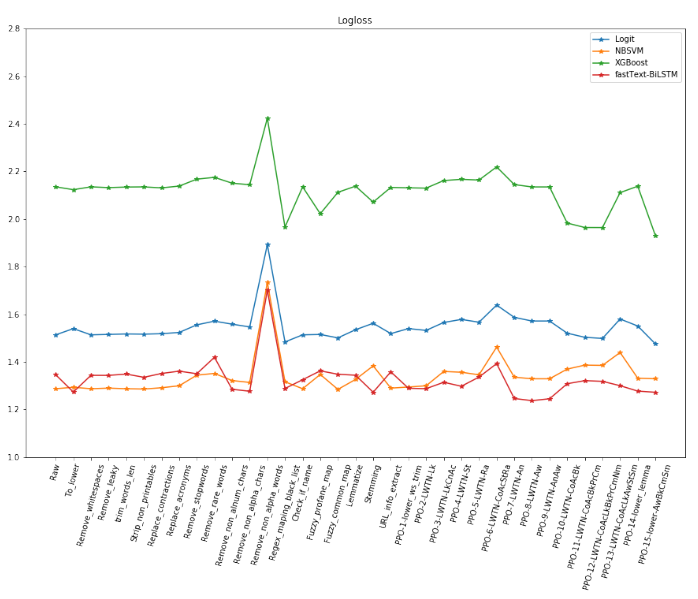 Logloss
2.8
2.6
2.4
2.2
2.0
1.8
1.6
1.4
1.2
1.0
Logit
NBSVM
XGBoost
fastText-BiLSTM
Raw
To_lower
Remove_whitespaces
Remove_leaky
trim_words_len
Strip_non_printables
Replace_contractions
Replace_acronyms
Remove_stopwords
Remove_rare_words
Remove_non_alnum_chars
Remove_non_alpha_chars
Remove_non_alpha_words
Regex_maping_black_list
Check_if_name
Fuzzy_profane_map
Fuzzy_common_map
Lemmatize
Stemming
URL_info_extract
PPO-1-lower_ws_trim
PPO-2-LWTN-Lk
PPO-3-LWTN-LkCnAc
PPO-4-LWTN-St
PPO-5-LWTN-Ra
PPO-6-LWTN-CoAcStRa
PPO-7-LWTN-An
PPO-8-LWTN-Aw
PPO-9-LWTN-AnAw
PPO-10-LWTN-CoAcBk
PPO-11-LWTN-CoAcBkPrCm
PPO-12-LWTN-CoAcLkBkPrCmNm
PPO-13-LWTN-CoAcLkAwStSm
PPO-14-lower_lemma
PPO-15-lower-AwBkCmSm